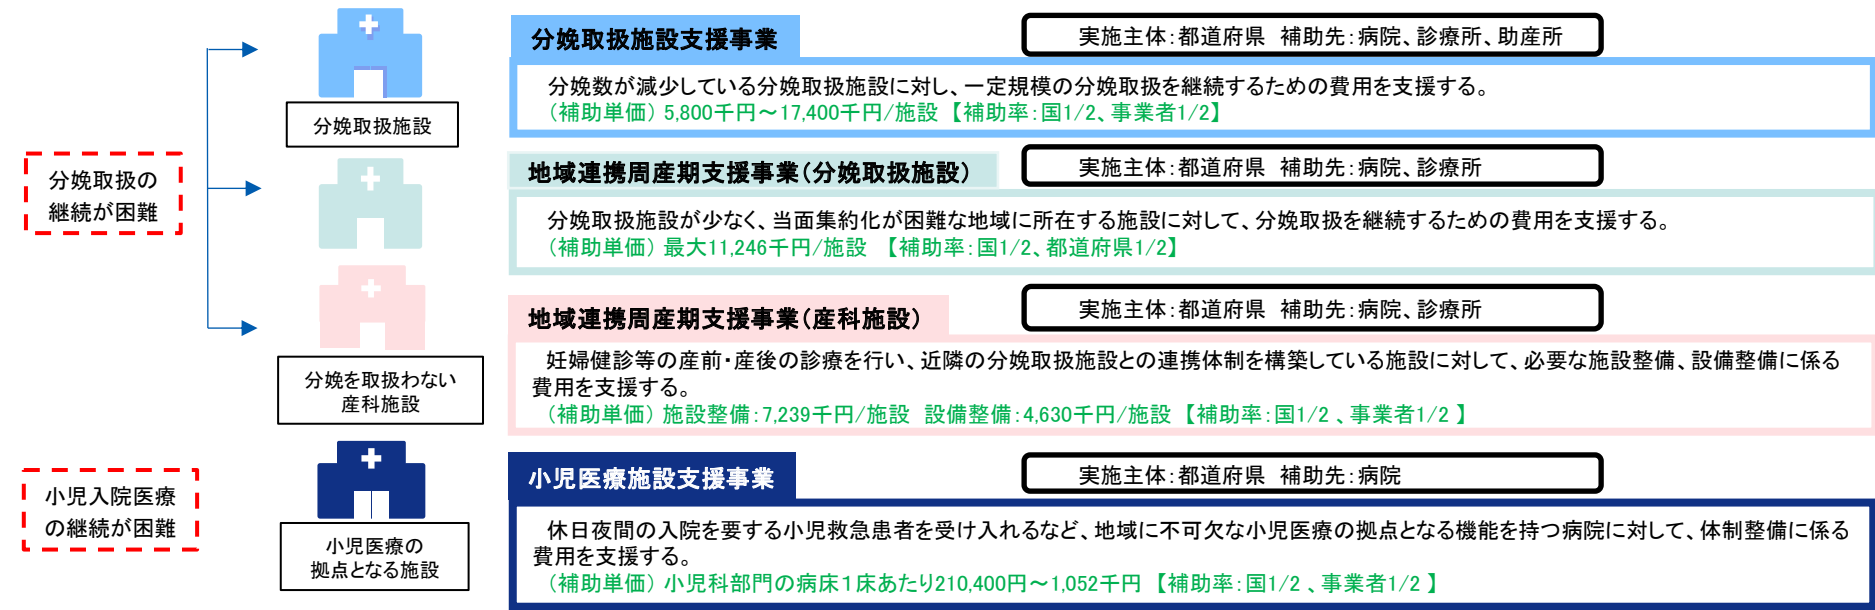 分娩取扱の
継続が困難
分娩取扱施設
分娩取扱施設支援事業
実施主体:都道府県 補助先:病院、診療所、助産所
分娩数が減少している分娩取扱施設に対し、一定規模の分娩取扱を継続するための費用を支援する。
(補助単価) 5,800千円~17,400千円/施設 【補助率:国1/2、事業者1/2】
地域連携周産期支援事業(分娩取扱施設)
実施主体:都道府県 補助先:病院、診療所
分娩取扱施設が少なく、当面集約化が困難な地域に所在する施設に対して、分娩取扱を継続するための費用を支援する。
(補助単価) 最大11,246千円/施設 【補助率:国1/2、都道府県1/2】
分娩を取扱わない
産科施設
地域連携周産期支援事業(産科施設)
実施主体:都道府県 補助先:病院、診療所
妊婦健診等の産前・産後の診療を行い、近隣の分娩取扱施設との連携体制を構築している施設に対して、必要な施設整備、設備整備に係る
費用を支援する。
(補助単価) 施設整備:7,239千円/施設 設備整備:4,630千円/施設 【補助率:国1/2 、事業者1/2 】
小児入院医療
の継続が困難
小児医療の
拠点となる施設
小児医療施設支援事業
実施主体:都道府県 補助先:病院
休日夜間の入院を要する小児救急患者を受け入れるなど、地域に不可欠な小児医療の拠点となる機能を持つ病院に対して、体制整備に係る
費用を支援する。
(補助単価) 小児科部門の病床1床あたり210,400円~1,052千円 【補助率:国1/2 、事業者1/2 】